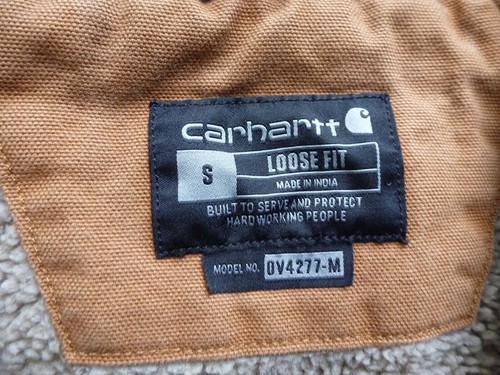 carhartt
S
LOOSE FIT
MADE IN INDIA
BUILT TO SERVE AND PROTECT
HARDWORKING PEOPLE
MODEL NO. OV4277-M